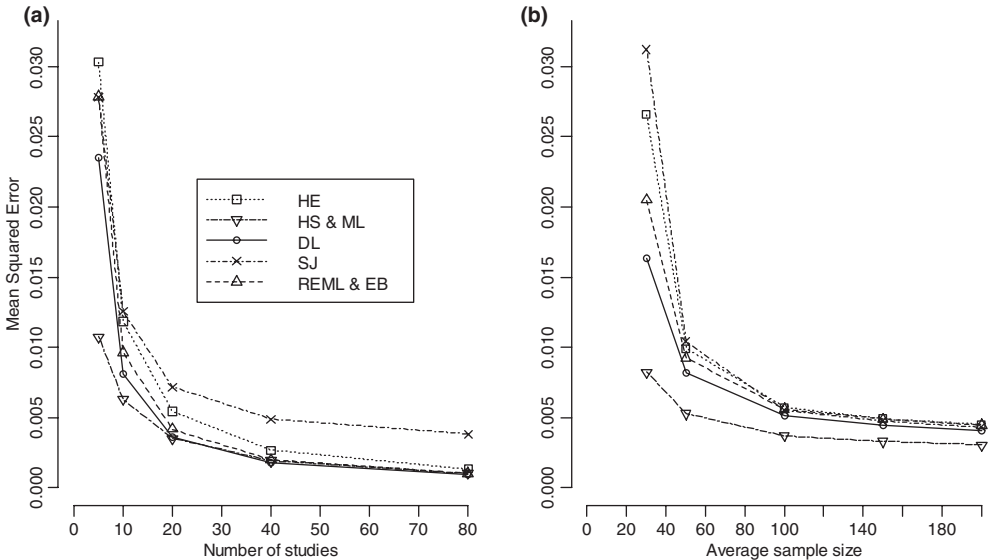 (a)
Mean Squared Error
0.030
0.025
0.020
0.015
0.010
0.005
0.000
HE
HS & ML
DL
SJ
REML & EB
0 10 20 30 40 50 60 70 80
Number of studies
(b)
0.030
0.025
0.020
0.015
0.010
0.005
0.000
0 20 40 60 80 100 140 180
Average sample size